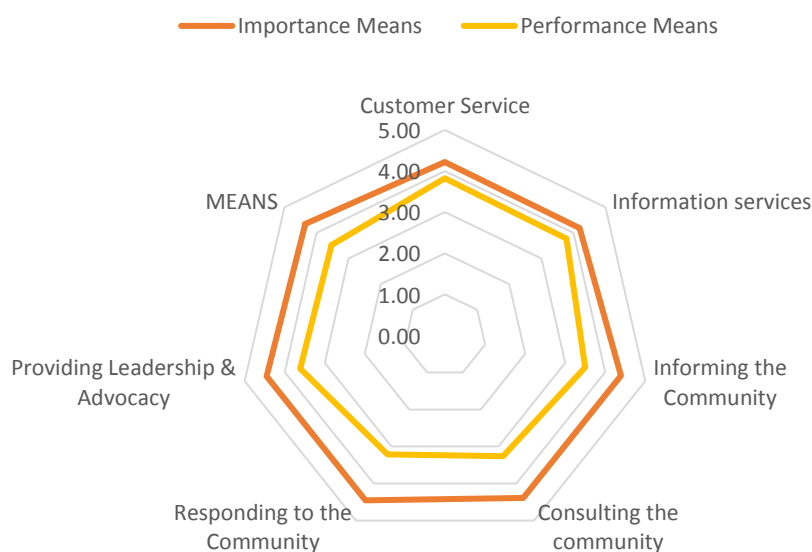 Importance Means
Performance Means
Customer Service
5.00
4.00
3.00
2.00
1.00
0.00
MEANS
Information services
Providing Leadership &
Advocacy
Informing the
Community
Responding to the
Community
Consulting the
community